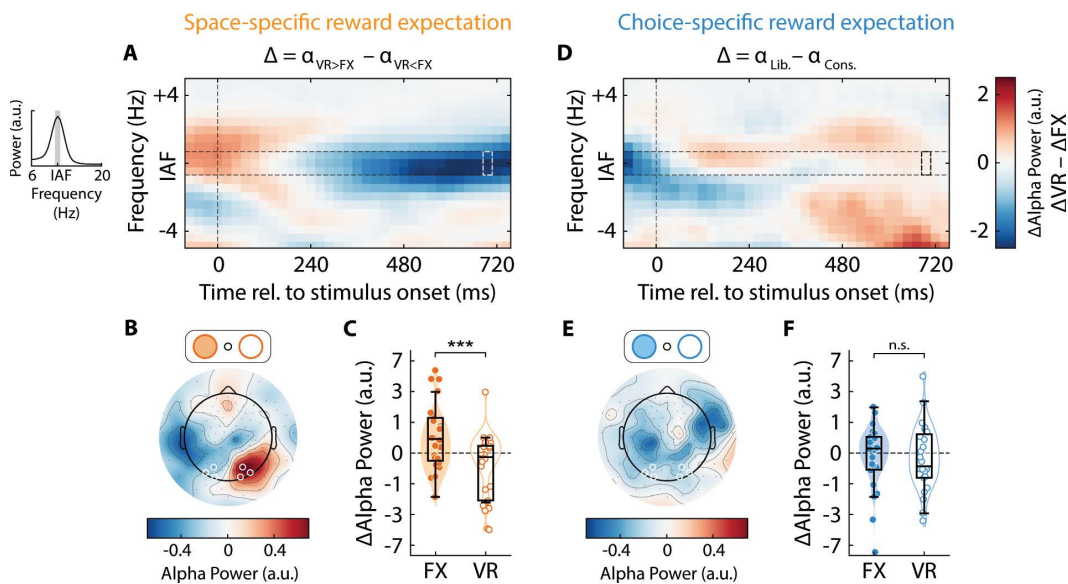 Space-specific reward expectation
Choice-specific reward expectation
A
Δ = α VR>FX − α VR<FX
D
Δ = α Lib. − α Cons.
Power (a.u.)
6 IAF 20
Frequency
(Hz)
Frequency (Hz)
+4
IAF
-4
0 240 480 720
Time rel. to stimulus onset (ms)
Frequency (Hz)
+4
IAF
-4
0 240 480 720
Time rel. to stimulus onset (ms)
2
0
-2
ΔAlpha Power (a.u.)
ΔVR − ΔFX
B
-0.4 0 0.4
Alpha Power (a.u.)
C
***
ΔAlpha Power (a.u.)
7
3
1
0
-1
-3
-7
FX VR
E
-0.4 0 0.4
Alpha Power (a.u.)
F
n.s.
ΔAlpha Power (a.u.)
7
3
1
0
-1
-3
-7
FX VR